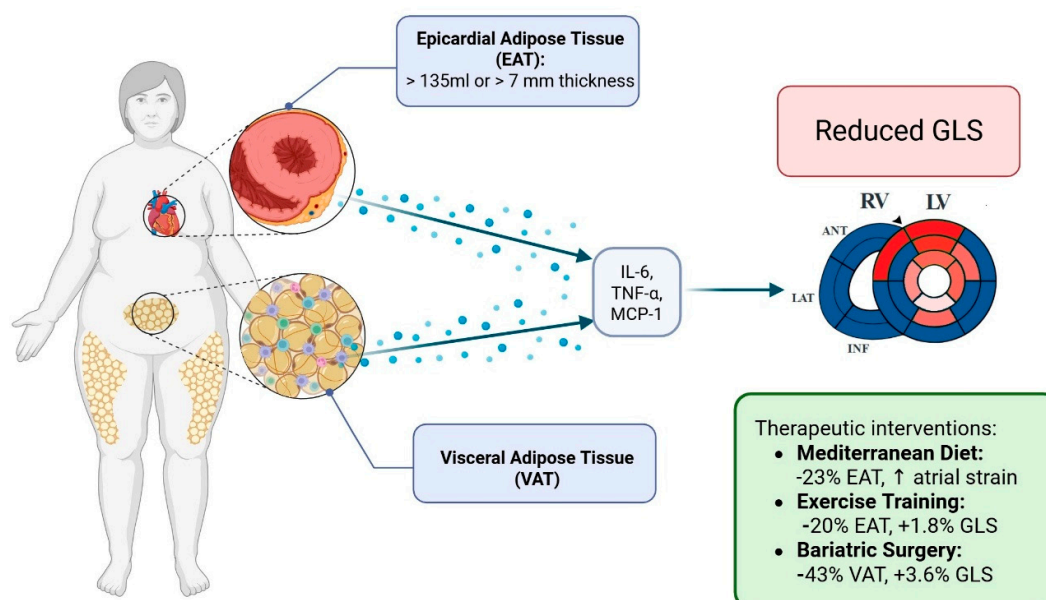 Epicardial Adipose Tissue
(EAT):
> 135ml or > 7 mm thickness
Reduced GLS
RV LV
ANT
LAT
INF
IL-6,
TNF-α,
MCP-1
Visceral Adipose Tissue
(VAT)
Therapeutic interventions:
• Mediterranean Diet:
-23% EAT, ↑ atrial strain
• Exercise Training:
-20% EAT, +1.8% GLS
• Bariatric Surgery:
-43% VAT, +3.6% GLS